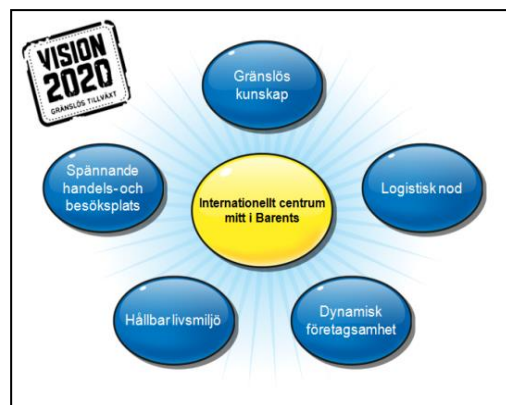 VISION
2020
GRÄNSLÖS TILLVÄXT
Gränslös
kunskap
Spännande
handels- och
besöksplats
Internationellt centrum
mitt i Barents
Logistisk nod
Hållbar livsmiljö
Dynamisk
företagsamhet